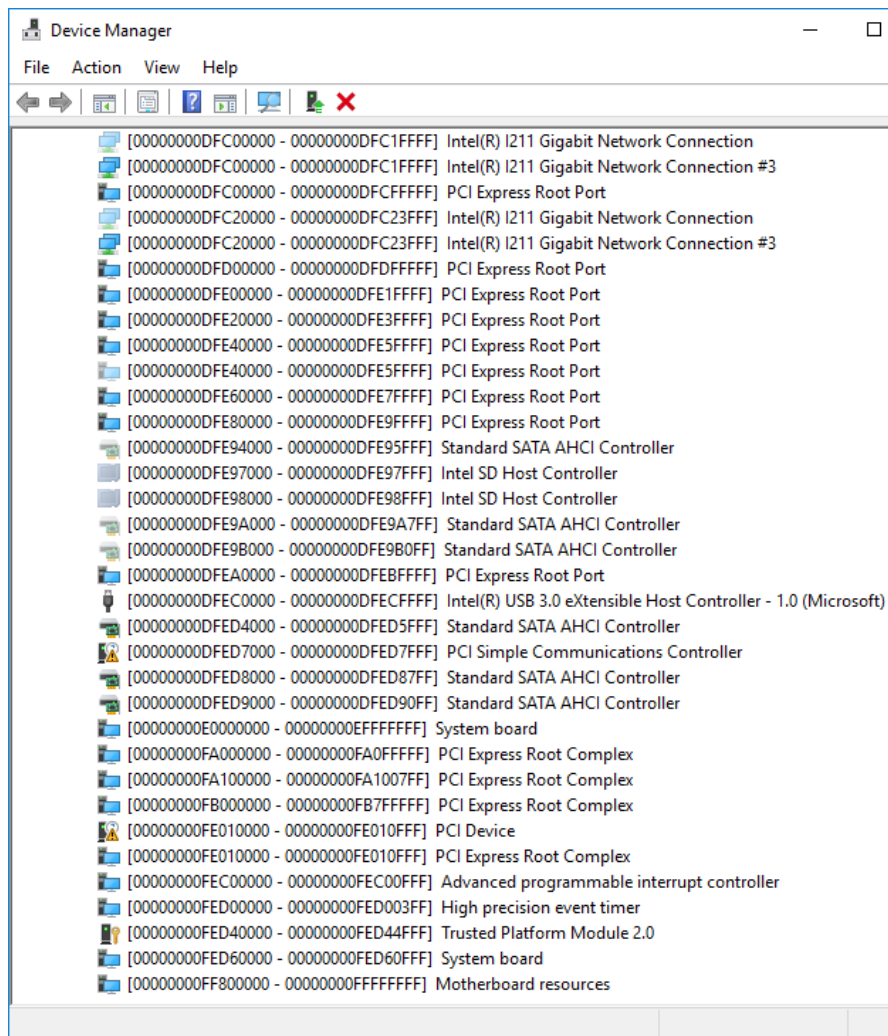 Device Manager
File Action View Help
[00000000DFC00000 - 00000000DFC1FFFF] Intel(R) I211 Gigabit Network Connection
[00000000DFC00000 - 00000000DFC1FFFF] Intel(R) I211 Gigabit Network Connection #3
[00000000DFC00000 - 00000000DFCFFFFF] PCI Express Root Port
[00000000DFC20000 - 00000000DFC23FFF] Intel(R) I211 Gigabit Network Connection
[00000000DFC20000 - 00000000DFC23FFF] Intel(R) I211 Gigabit Network Connection #3
[00000000DFD00000 - 00000000DFDFFFFF] PCI Express Root Port
[00000000DFE00000 - 00000000DFE1FFFF] PCI Express Root Port
[00000000DFE20000 - 00000000DFE3FFFF] PCI Express Root Port
[00000000DFE40000 - 00000000DFE5FFFF] PCI Express Root Port
[00000000DFE40000 - 00000000DFE5FFFF] PCI Express Root Port
[00000000DFE60000 - 00000000DFE7FFFF] PCI Express Root Port
[00000000DFE80000 - 00000000DFE9FFFF] PCI Express Root Port
[00000000DFE94000 - 00000000DFE95FFF] Standard SATA AHCI Controller
[00000000DFE97000 - 00000000DFE97FFF] Intel SD Host Controller
[00000000DFE98000 - 00000000DFE98FFF] Intel SD Host Controller
[00000000DFE9A000 - 00000000DFE9A7FF] Standard SATA AHCI Controller
[00000000DFE9B000 - 00000000DFE9B0FF] Standard SATA AHCI Controller
[00000000DFEA0000 - 00000000DFEBFFFF] PCI Express Root Port
[00000000DFEC0000 - 00000000DFECFFFF] Intel(R) USB 3.0 eXtensible Host Controller - 1.0 (Microsoft)
[00000000DFED4000 - 00000000DFED5FFF] Standard SATA AHCI Controller
[00000000DFED7000 - 00000000DFED7FFF] PCI Simple Communications Controller
[00000000DFED8000 - 00000000DFED87FF] Standard SATA AHCI Controller
[00000000DFED9000 - 00000000DFED90FF] Standard SATA AHCI Controller
[00000000E0000000 - 00000000EFFFFFFF] System board
[00000000FA000000 - 00000000FA0FFFFF] PCI Express Root Complex
[00000000FA100000 - 00000000FA1007FF] PCI Express Root Complex
[00000000FB000000 - 00000000FB7FFFFF] PCI Express Root Complex
[00000000FE010000 - 00000000FE010FFF] PCI Device
[00000000FE010000 - 00000000FE010FFF] PCI Express Root Complex
[00000000FEC00000 - 00000000FEC00FFF] Advanced programmable interrupt controller
[00000000FED00000 - 00000000FED003FF] High precision event timer
[00000000FED40000 - 00000000FED44FFF] Trusted Platform Module 2.0
[00000000FED60000 - 00000000FED60FFF] System board
[00000000FF800000 - 00000000FFFFFFFF] Motherboard resources